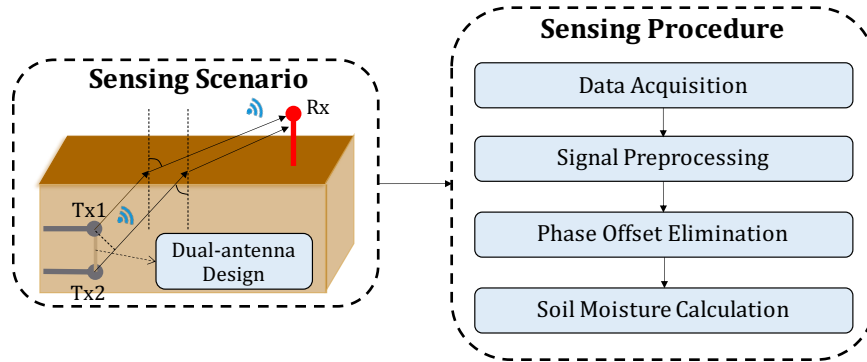 Sensing Scenario
Rx
Tx1
Dual-antenna
Design
Tx2
Sensing Procedure
Data Acquisition
Signal Preprocessing
Phase Offset Elimination
Soil Moisture Calculation